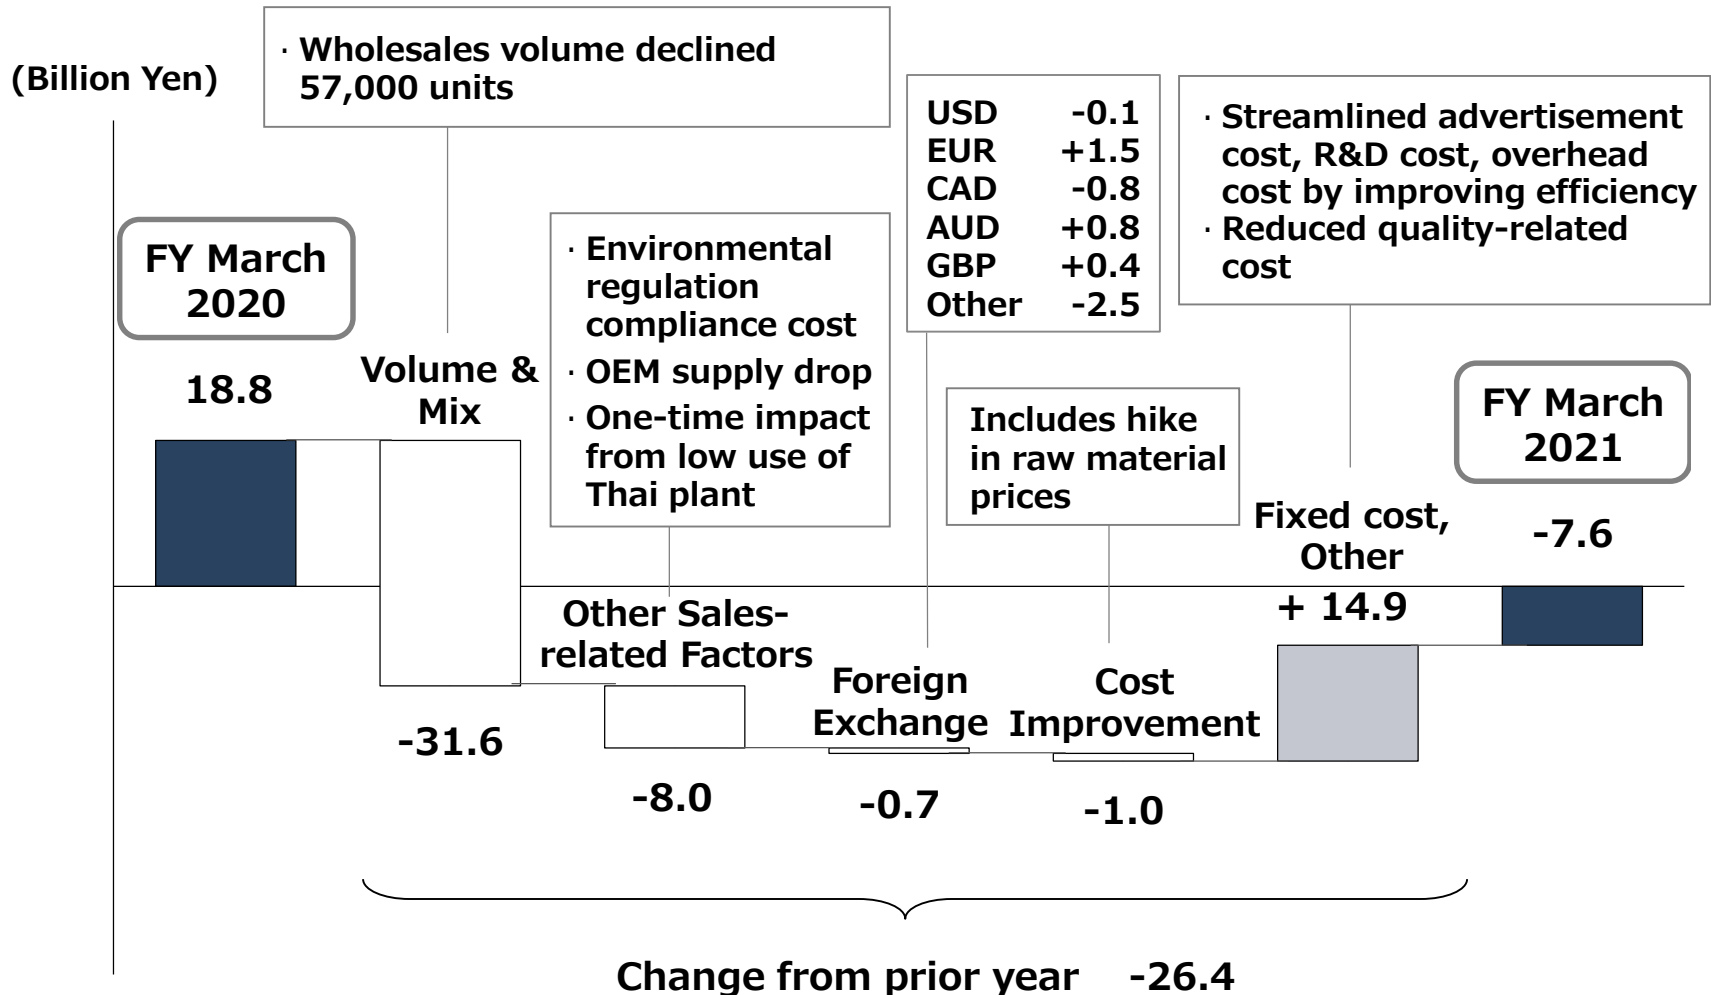 (Billion Yen)
· Wholesales volume declined
57,000 units
USD -0.1
EUR +1.5
CAD -0.8
AUD +0.8
GBP +0.4
Other -2.5
· Streamlined advertisement
cost, R&D cost, overhead
cost by improving efficiency
· Reduced quality-related
cost
FY March
2020
18.8
Volume &
Mix
-31.6
· Environmental
regulation
compliance cost
· OEM supply drop
· One-time impact
from low use of
Thai plant
Other Sales-
related Factors
-8.0
Foreign
Exchange
-0.7
Includes hike
in raw material
prices
Cost
Improvement
-1.0
Fixed cost,
Other
+ 14.9
FY March
2021
-7.6
Change from prior year -26.4